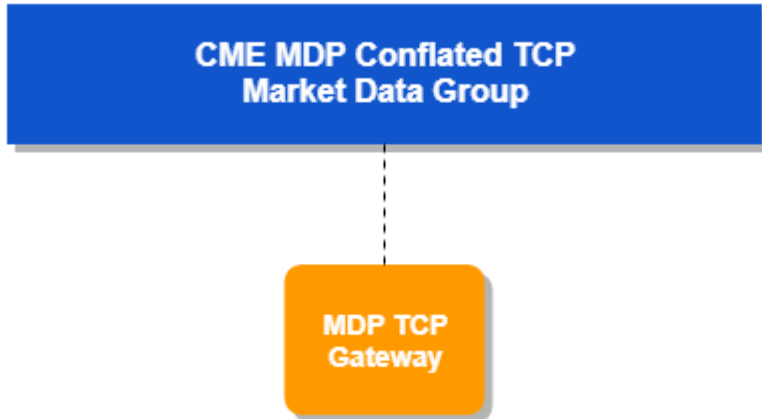 CME MDP Conflated TCP
Market Data Group
MDP TCP
Gateway